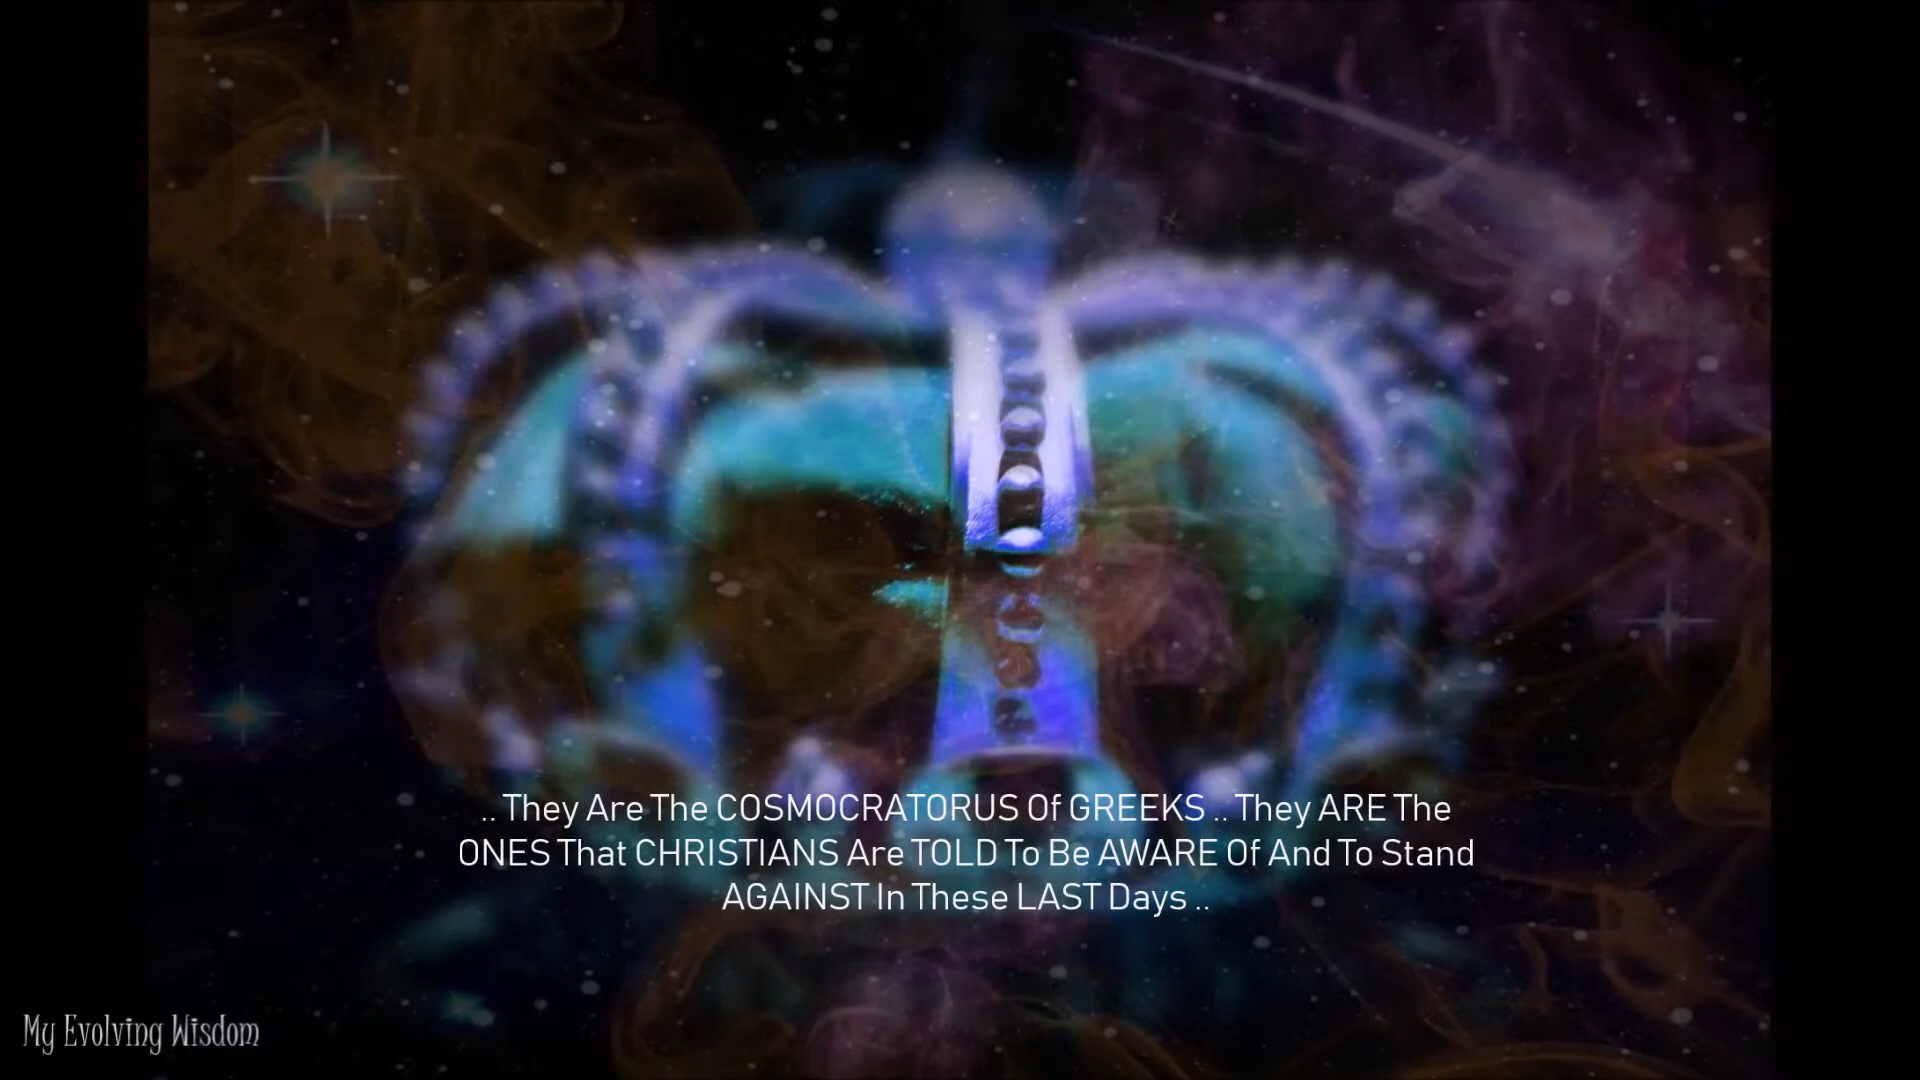 .. They Are The COSMOCRATORUS Of GREEKS .. They ARE The
ONES That CHRISTIANS Are TOLD To Be AWARE Of And To Stand
AGAINST In These LAST Days ..
My Evolving Wisdom